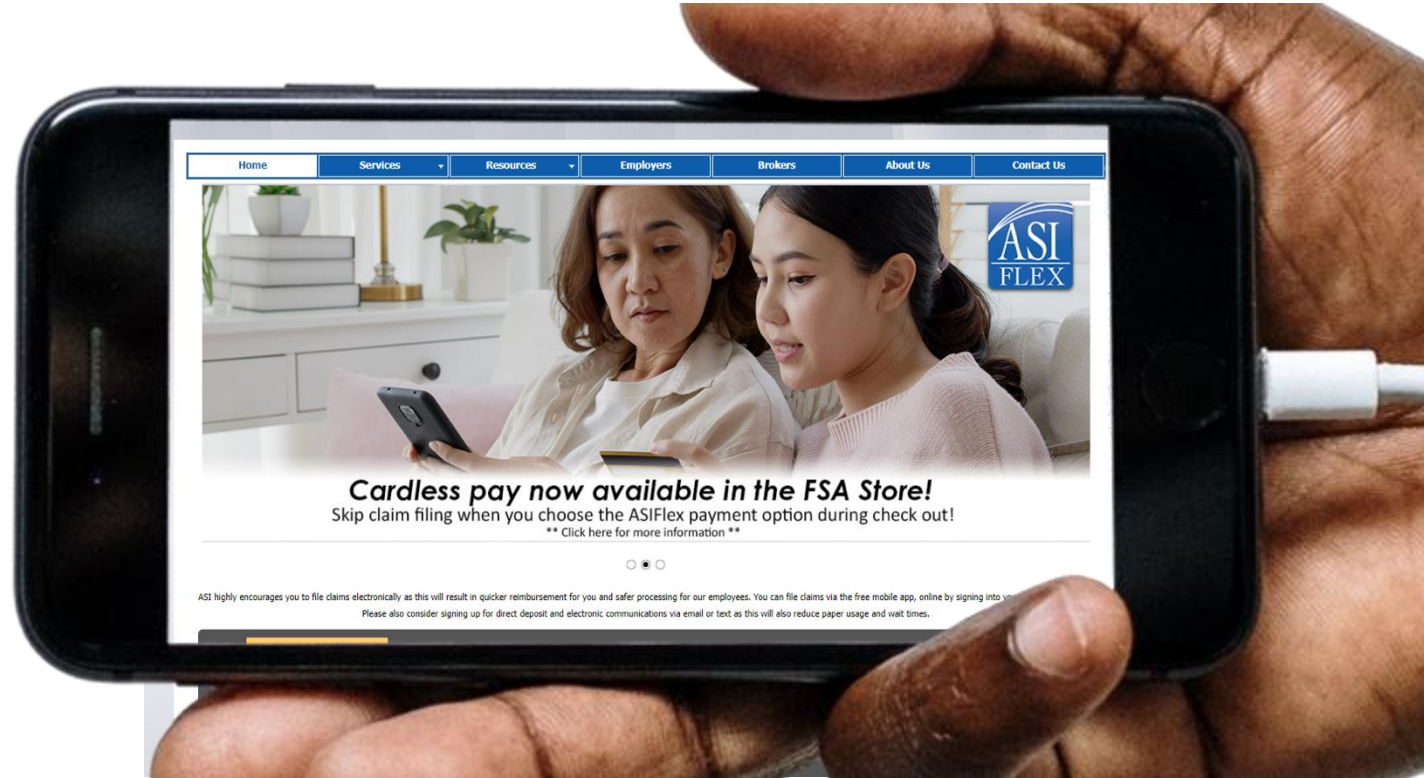 Home Services Resources Employers Brokers About Us Contact Us
ASI
FLEX
Cardless pay now available in the FSA Store!
Skip claim filing when you choose the ASIFlex payment option during check out!
** Click here for more information **
ASI highly encourages you to file claims electronically as this will result in quicker reimbursement for you and safer processing for our employees. You can file claims via the free mobile app, online by signing into
Please also consider signing up for direct deposit and electronic communications via email or text as this will also reduce paper usage and wait times.